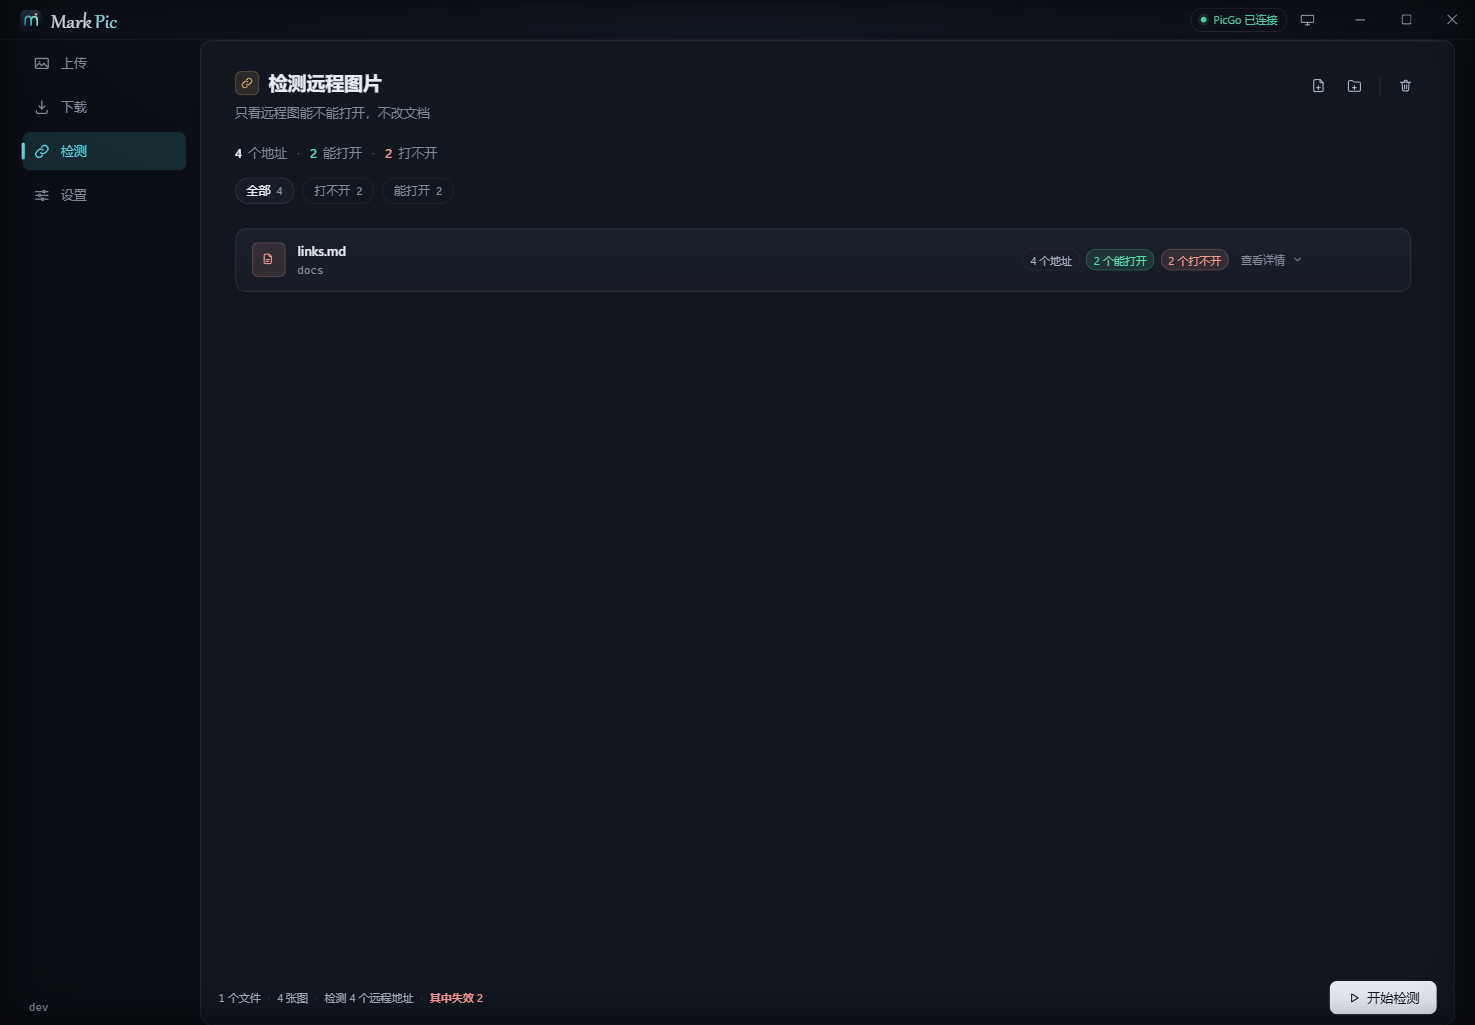 Mark Pic
PicGo 已连接
上传
下载
检测
设置
检测远程图片
只看远程图能不能打开，不改文档
4 个地址 · 2 能打开 · 2 打不开
全部 4 打不开 2 能打开 2
links.md
docs
4 个地址 2 个能打开 2 个打不开 查看详情
1 个文件 · 4 张图 · 检测 4 个远程地址 · 其中失效 2
开始检测
dev